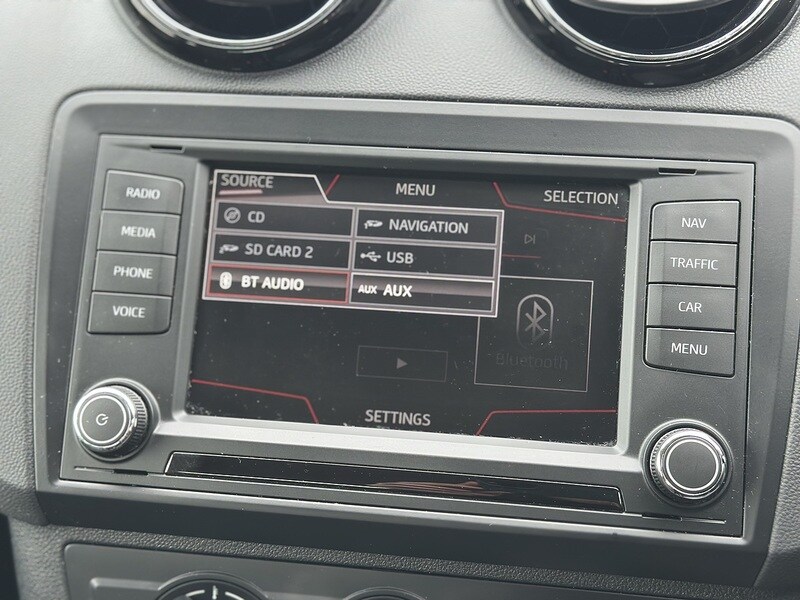 SOURCE
MENU
SELECTION
CD
NAVIGATION
SD CARD 2
USB
BT AUDIO
AUX AUX
Bluetooth
SETTINGS
RADIO
MEDIA
PHONE
VOICE
NAV
TRAFFIC
CAR
MENU